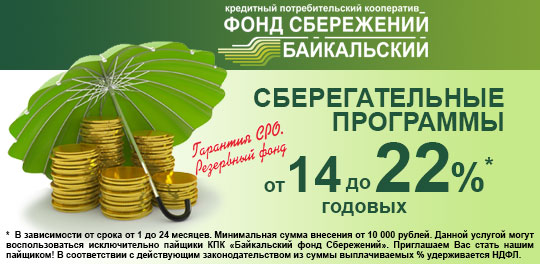 кредитный потребительский кооператив
ФОНД СБЕРЕЖЕНИЙ
БАЙКАЛЬСКИЙ
СБЕРЕГАТЕЛЬНЫЕ
ПРОГРАММЫ
Гарантия СРО.
Резервный фонд
от 14 до 22%*
годовых
* В зависимости от срока от 1 до 24 месяцев. Минимальная сумма внесения от 10 000 рублей. Данной услугой могут
воспользоваться исключительно пайщики КПК «Байкальский фонд Сбережений». Приглашаем Вас стать нашим
пайщиком! В соответствии с действующим законодательством из суммы выплачиваемых % удерживается НДФЛ.